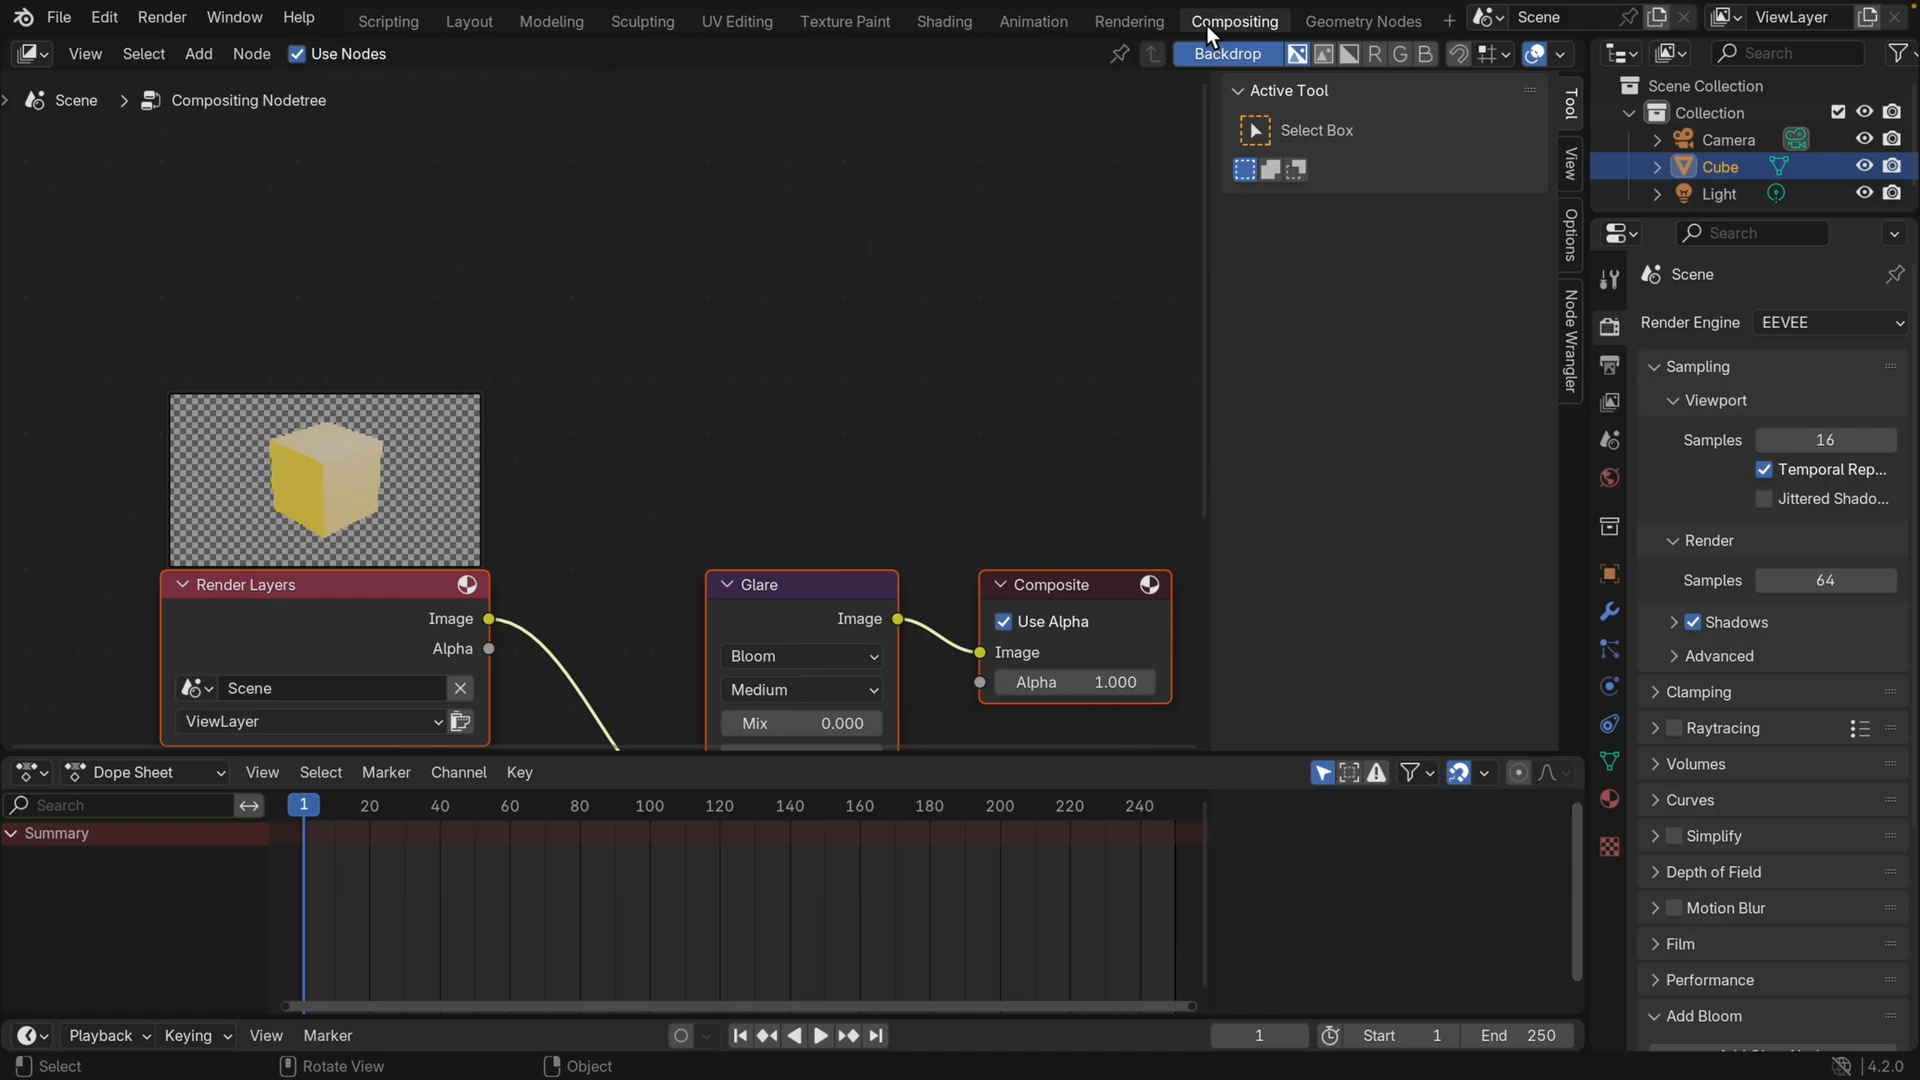 File Edit Render Window Help Scripting Layout Modeling Sculpting UV Editing Texture Paint Shading Animation Rendering Compositing Geometry Nodes + Scene ViewLayer
View Select Add Node Use Nodes Backdrop R G B Search
Scene Compositing Nodetree
Active Tool
Select Box
Tool
View
Options
Node Wrangler
Scene Collection
Collection
Camera
Cube
Light
Search
Scene
Render Engine EEVEE
Sampling
Viewport
Samples 16
Temporal Rep...
Jittered Shado...
Render
Samples 64
Shadows
Advanced
Clamping
Raytracing
Volumes
Curves
Simplify
Depth of Field
Motion Blur
Film
Performance
Add Bloom
Render Layers
Image
Alpha
Scene
ViewLayer
Glare
Image
Bloom
Medium
Mix 0.000
Composite
Use Alpha
Image
Alpha 1.000
Dope Sheet View Select Marker Channel Key
Search 1 20 40 60 80 100 120 140 160 180 200 220 240
Summary
Playback Keying View Marker 1 Start 1 End 250
Select Rotate View Object 4.2.0